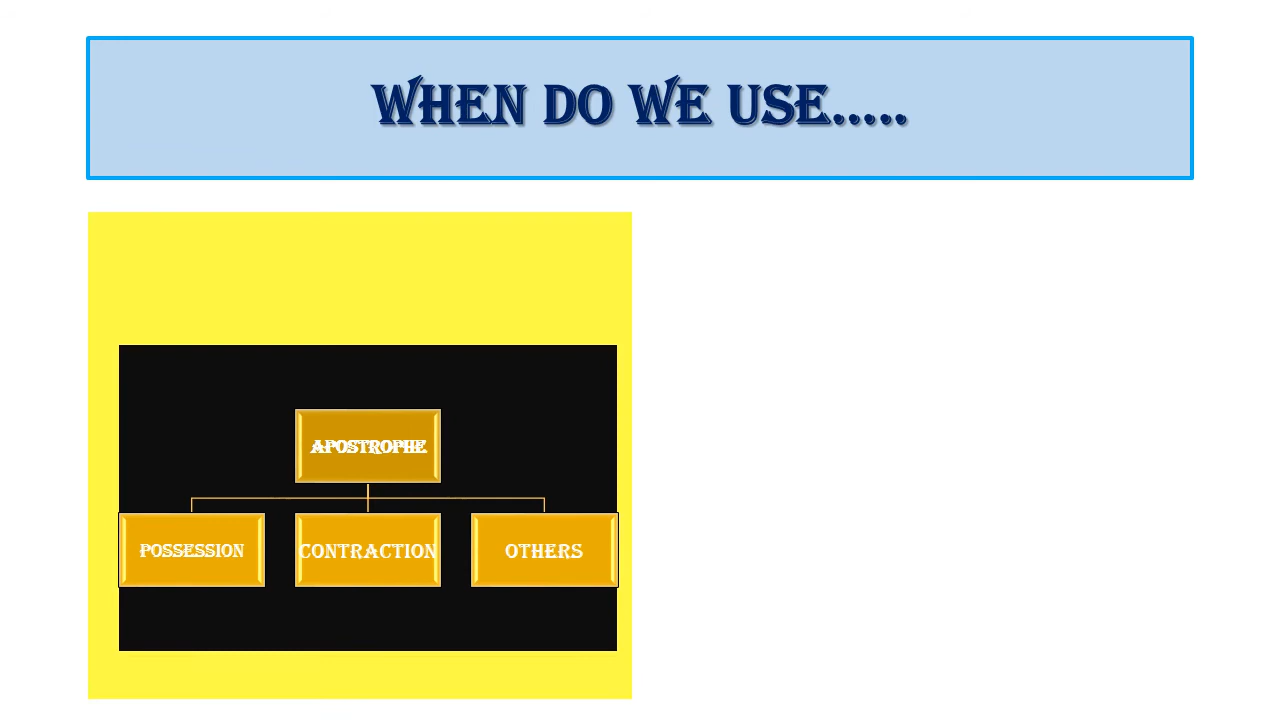 WHEN DO WE USE.....
APOSTROPHE
POSSESSION
CONTRACTION
OTHERS